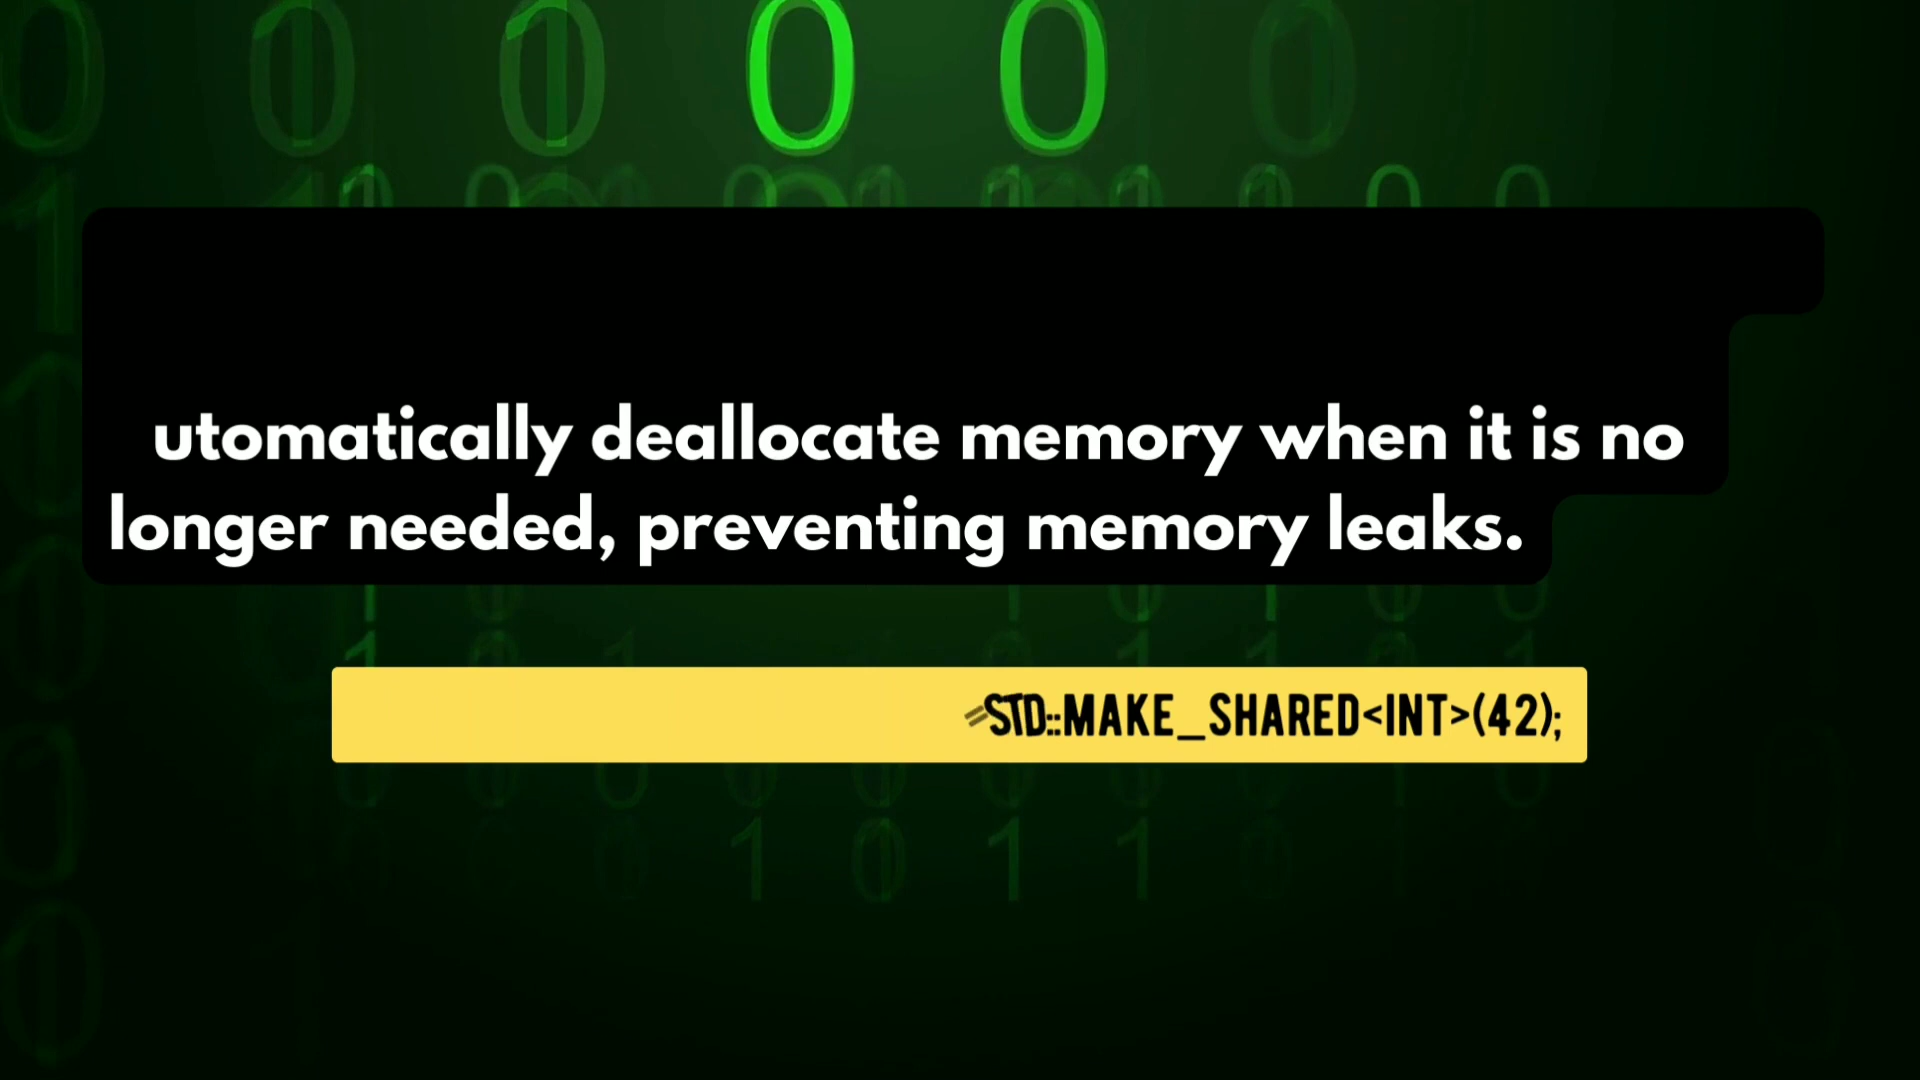 utomatically deallocate memory when it is no
longer needed, preventing memory leaks.
=STD::MAKE_SHARED<INT>(42);